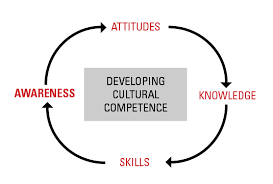 ATTITUDES
AWARENESS
DEVELOPING
CULTURAL
COMPETENCE
KNOWLEDGE
SKILLS